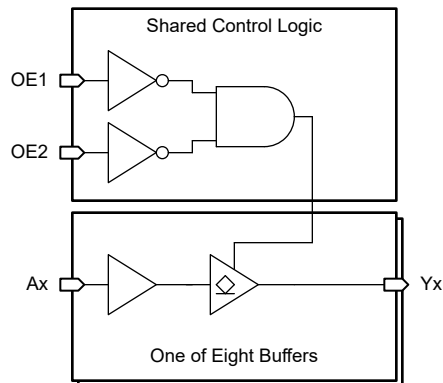 Shared Control Logic
OE1
OE2
Ax
Yx
One of Eight Buffers